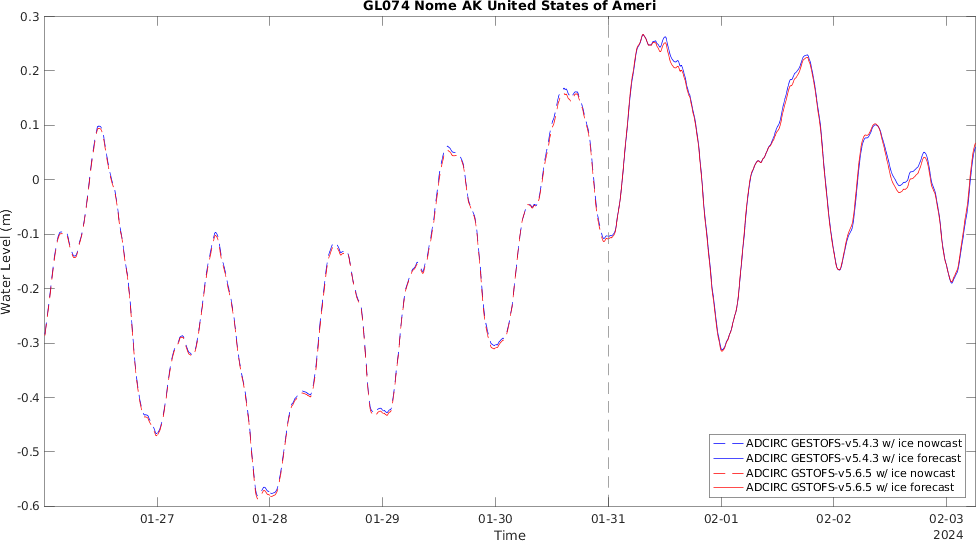 GL074 Nome AK United States of Ameri
Water Level (m)
0.3
0.2
0.1
0
-0.1
-0.2
-0.3
-0.4
-0.5
-0.6
ADCIRC GESTOFS-v5.4.3 w/ ice nowcast
ADCIRC GESTOFS-v5.4.3 w/ ice forecast
ADCIRC GSTOFS-v5.6.5 w/ ice nowcast
ADCIRC GSTOFS-v5.6.5 w/ ice forecast
01-27 01-28 01-29 01-30 01-31 02-01 02-02 02-03
2024
Time